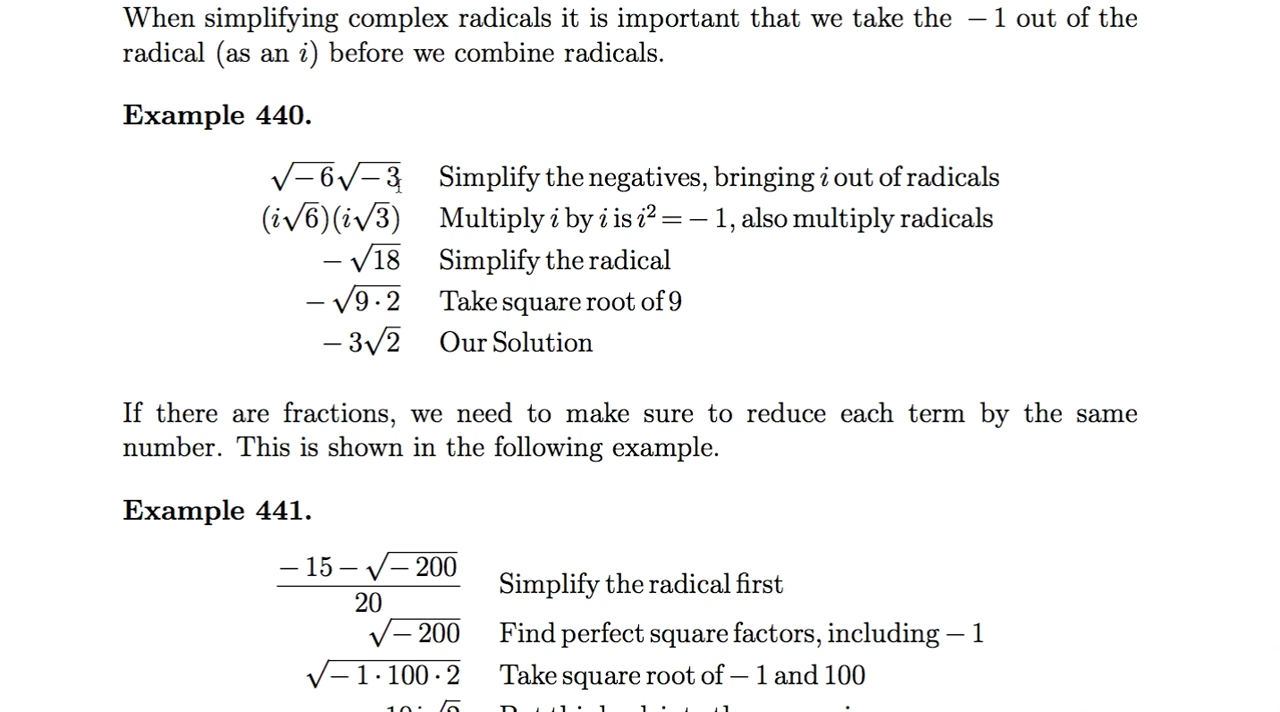 When simplifying complex radicals it is important that we take the − 1 out of the
radical (as an i) before we combine radicals.
Example 440.
√−6√−3 Simplify the negatives, bringing i out of radicals
(i√6)(i√3) Multiply i by i is i² = − 1, also multiply radicals
− √18 Simplify the radical
− √9 · 2 Take square root of 9
− 3√2 Our Solution
If there are fractions, we need to make sure to reduce each term by the same
number. This is shown in the following example.
Example 441.
− 15 − √− 200
20
Simplify the radical first
√− 200 Find perfect square factors, including − 1
√− 1 · 100 · 2 Take square root of − 1 and 100